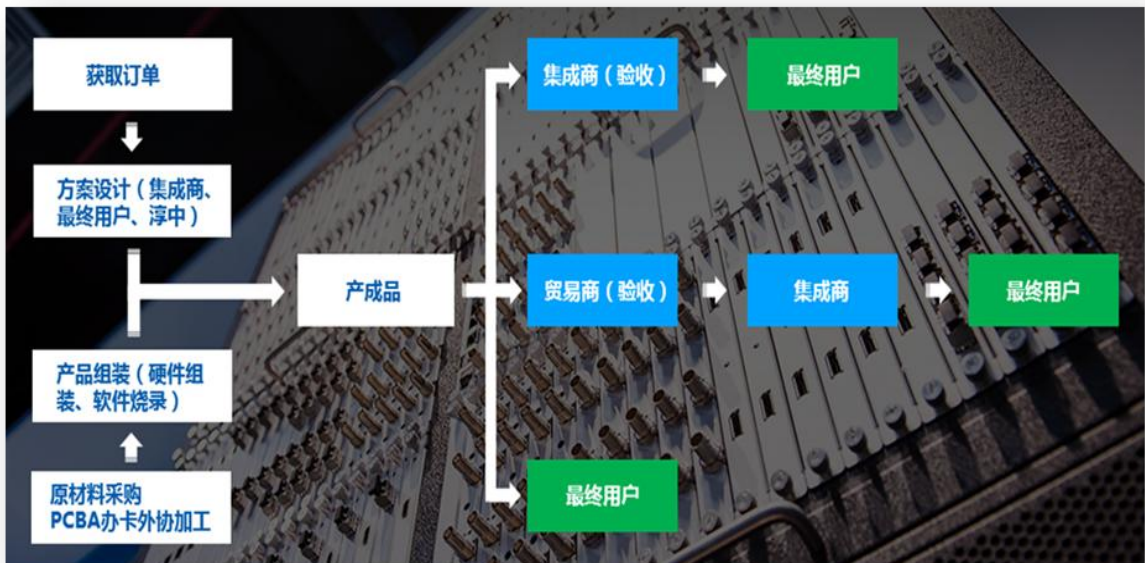 获取订单
方案设计（集成商、
最终用户、淳中）
产品组装（硬件组
装、软件烧录）
原材料采购
PCBA办卡外协加工
产成品
集成商（验收）
最终用户
贸易商（验收）
集成商
最终用户
最终用户